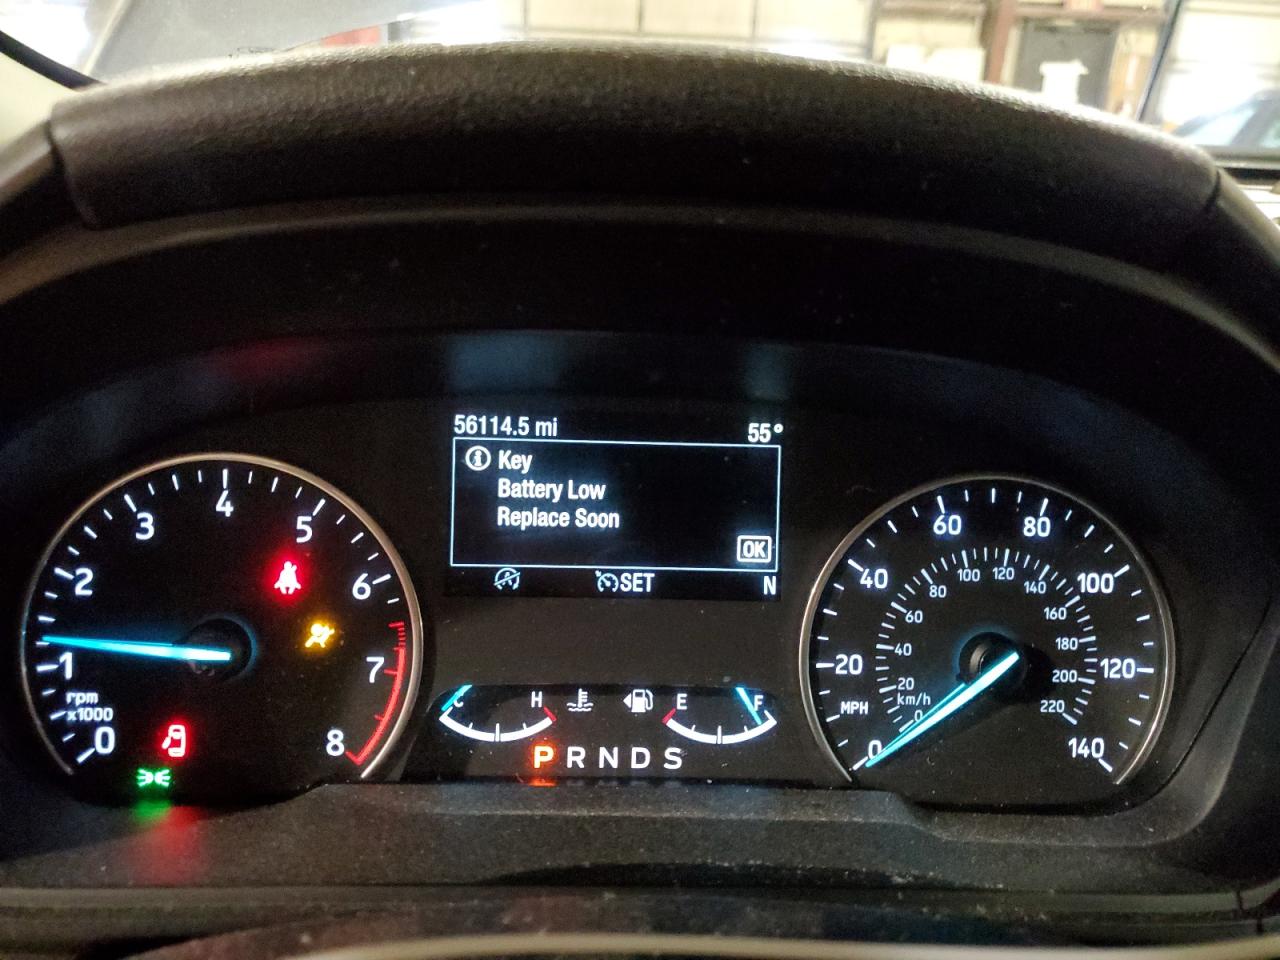 56114.5 mi 55°
Key
Battery Low
Replace Soon
OK
SET N
0 1 2 3 4 5 6 7 8
rpm
x1000
C H E F
P R N D S
0 20 40 60 80 100 120 140
MPH
0 20 40 60 80 100 120 140 160 180 200 220
km/h